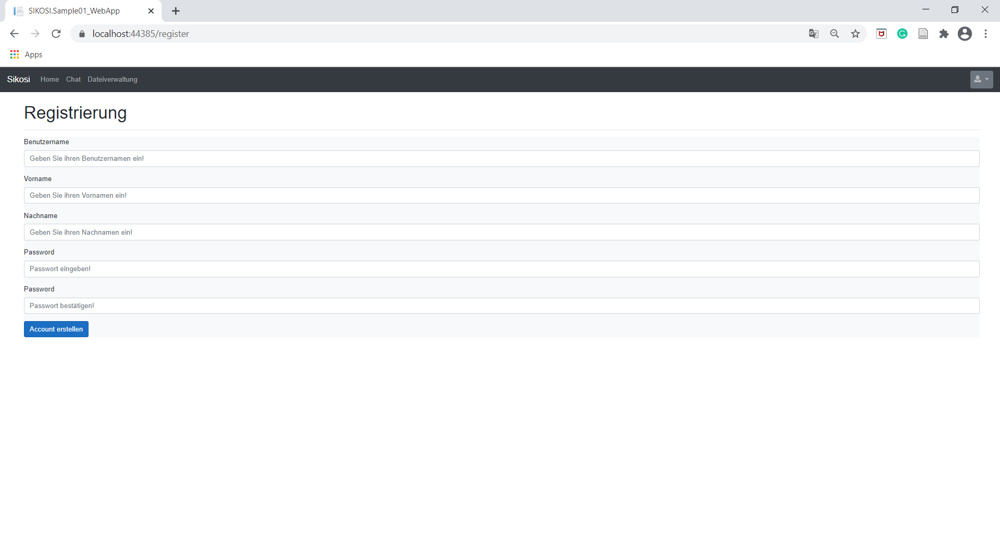 SIKOSI.Sample01_WebApp
localhost:44385/register
Apps
Sikosi Home Chat Dateiverwaltung
Registrierung
Benutzername
Geben Sie ihren Benutzernamen ein!
Vorname
Geben Sie ihren Vornamen ein!
Nachname
Geben Sie ihren Nachnamen ein!
Password
Passwort eingeben!
Password
Passwort bestätigen!
Account erstellen